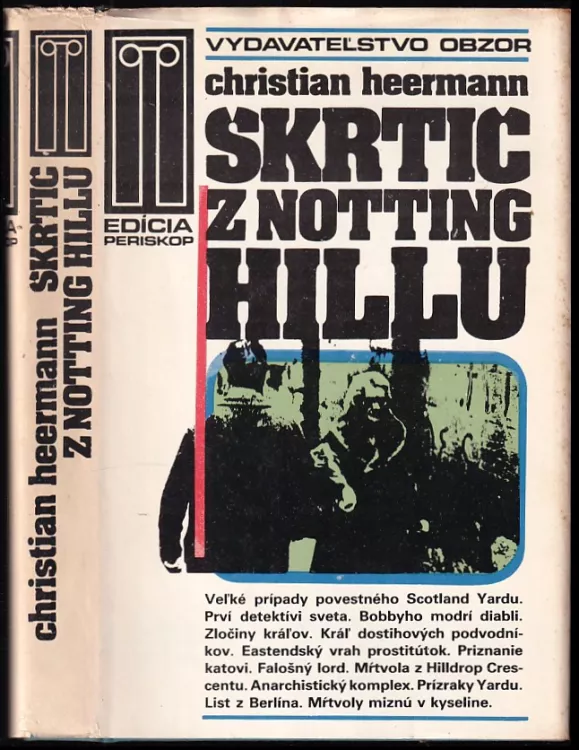 VYDAVATEĽSTVO OBZOR
christian heermann
ŠKRTIČ
Z NOTTING
HILLU
EDÍCIA
PERISKOP
christian heermann ŠKRTIČ
Z NOTTING HILLU
Veľké prípady povestného Scotland Yardu.
Prví detektívi sveta. Bobbyho modrí diabli.
Zločiny kráľov. Kráľ dostihových podvodní-
kov. Eastendský vrah prostitútok. Priznanie
katovi. Falošný lord. Mŕtvola z Hilldrop Cres-
centu. Anarchistický komplex. Prízraky Yardu.
List z Berlína. Mŕtvoly miznú v kyseline.